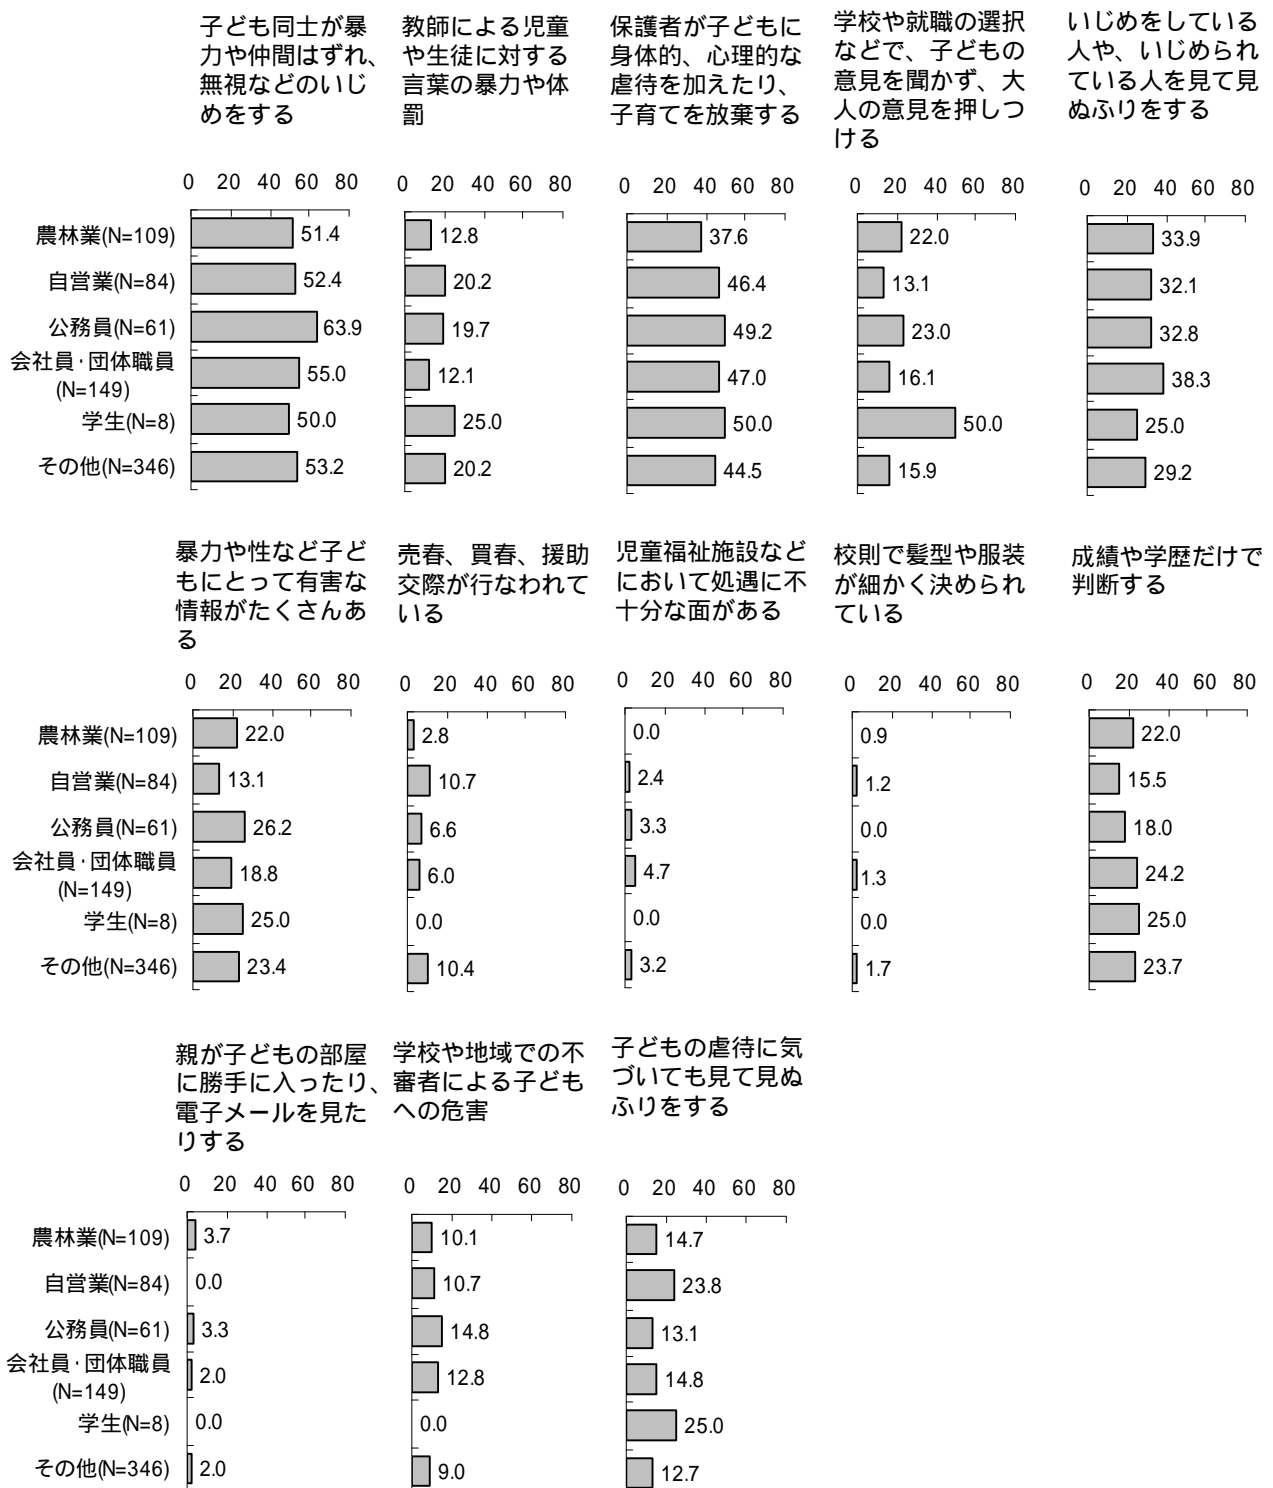 子ども同士が暴
力や仲間はずれ、
無視などのいじ
めをする
教師による児童
や生徒に対する
言葉の暴力や体
罰
保護者が子どもに
身体的、心理的な
虐待を加えたり、
子育てを放棄する
学校や就職の選択
などで、子どもの
意見を聞かず、大
人の意見を押しつ
ける
いじめをしている
人や、いじめられ
ている人を見て見
ぬふりをする
0 20 40 60 80 0 20 40 60 80 0 20 40 60 80 0 20 40 60 80 0 20 40 60 80
農林業(N=109) 51.4 12.8 37.6 22.0 33.9
自営業(N=84) 52.4 20.2 46.4 13.1 32.1
公務員(N=61) 63.9 19.7 49.2 23.0 32.8
会社員・団体職員
(N=149) 55.0 12.1 47.0 16.1 38.3
学生(N=8) 50.0 25.0 50.0 50.0 25.0
その他(N=346) 53.2 20.2 44.5 15.9 29.2
暴力や性など子ど
もにとって有害な
情報がたくさんあ
る
売春、買春、援助
交際が行なわれて
いる
児童福祉施設など
において処遇に不
十分な面がある
校則で髪型や服装
が細かく決められ
ている
成績や学歴だけで
判断する
0 20 40 60 80 0 20 40 60 80 0 20 40 60 80 0 20 40 60 80 0 20 40 60 80
農林業(N=109) 22.0 2.8 0.0 0.9 22.0
自営業(N=84) 13.1 10.7 2.4 1.2 15.5
公務員(N=61) 26.2 6.6 3.3 0.0 18.0
会社員・団体職員
(N=149) 18.8 6.0 4.7 1.3 24.2
学生(N=8) 25.0 0.0 0.0 0.0 25.0
その他(N=346) 23.4 10.4 3.2 1.7 23.7
親が子どもの部屋
に勝手に入ったり、
電子メールを見た
りする
学校や地域での不
審者による子ども
への危害
子どもの虐待に気
づいても見て見ぬ
ふりをする
0 20 40 60 80 0 20 40 60 80 0 20 40 60 80
農林業(N=109) 3.7 10.1 14.7
自営業(N=84) 0.0 10.7 23.8
公務員(N=61) 3.3 14.8 13.1
会社員・団体職員
(N=149) 2.0 12.8 14.8
学生(N=8) 0.0 0.0 25.0
その他(N=346) 2.0 9.0 12.7